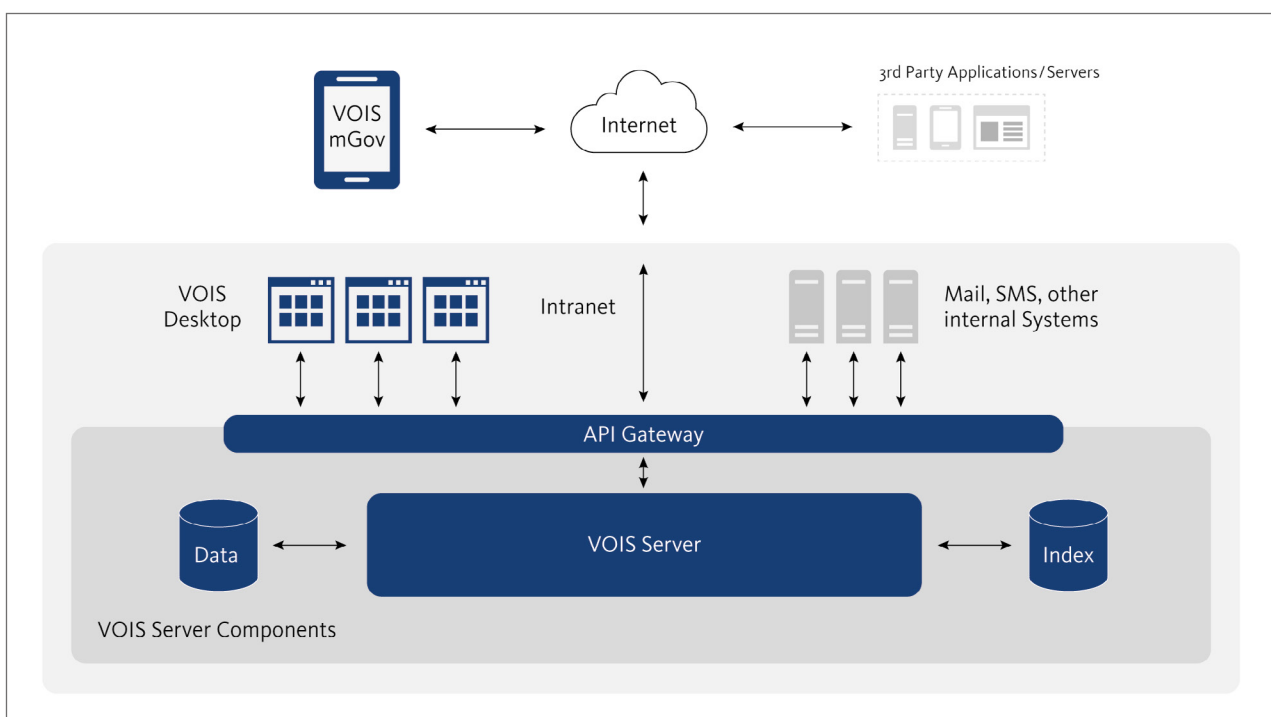 3rd Party Applications/Servers
VOIS
mGov
Internet
VOIS
Desktop
Intranet
Mail, SMS, other
internal Systems
API Gateway
Data
VOIS Server
Index
VOIS Server Components